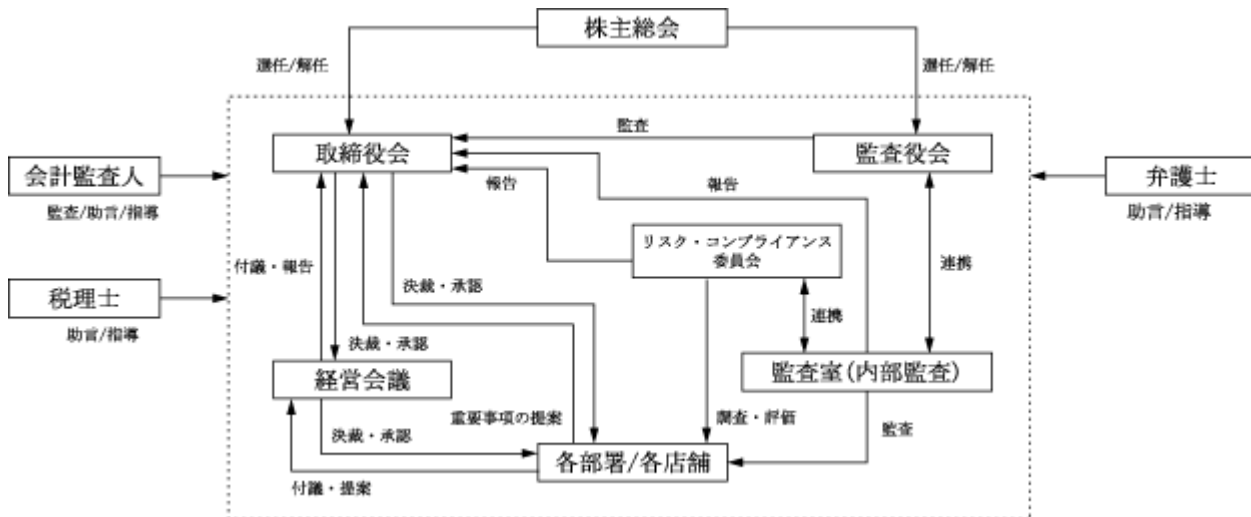 株主総会
選任/解任
選任/解任
監査
取締役会
監査役会
会計監査人
監査/助言/指導
弁護士
助言/指導
報告
報告
リスク・コンプライアンス
委員会
付議・報告
連携
税理士
助言/指導
決裁・承認
連携
決裁・承認
経営会議
監査室(内部監査)
重要事項の提案
調査・評価
決裁・承認
監査
各部署/各店舗
付議・提案